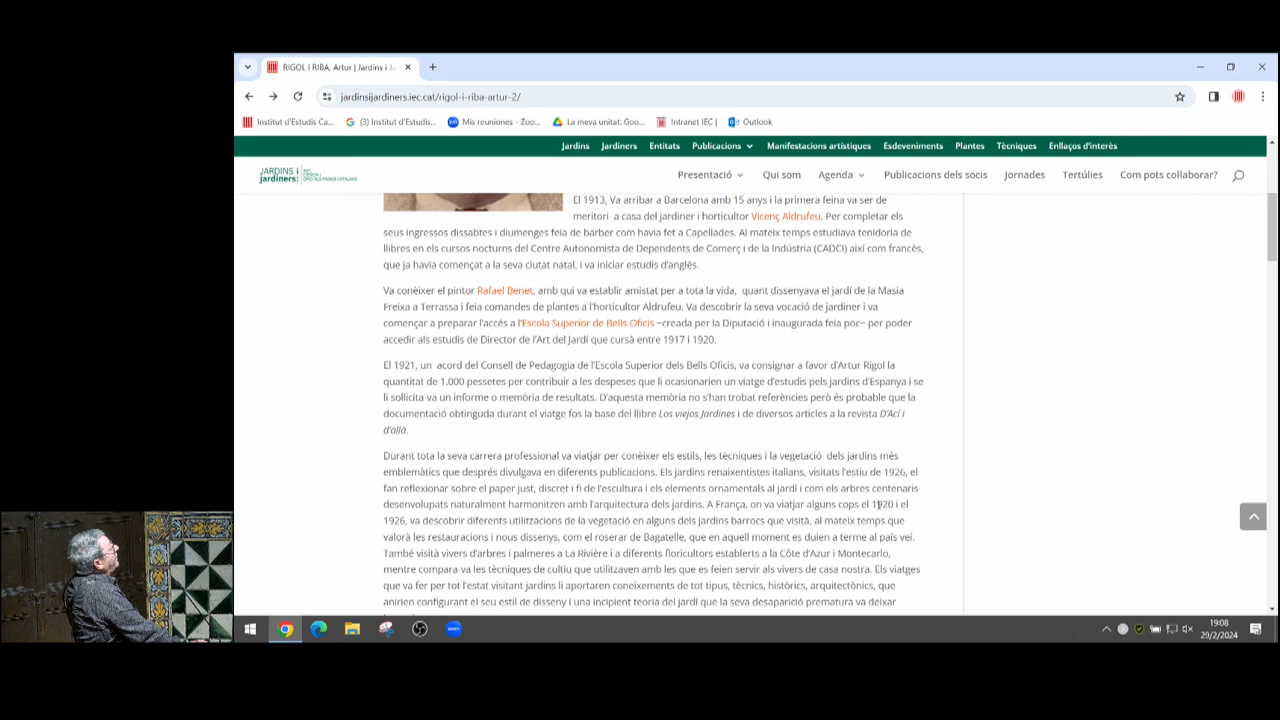 RIGOL I RIBA, Artur | Jardins i Ja
jardinsijardiners.iec.cat/rigol-i-riba-artur-2/
Institut d'Estudis Ca...
(3) Institut d'Estudis...
Mis reuniones - Zoo...
La meva unitat: Goo...
Intranet IEC |
Outlook
Jardins Jardiners Entitats Publicacions Manifestacions artístiques Esdeveniments Plantes Tècniques Enllaços d'interès
JARDINS i
jardiners:
ART,
CIÈNCIA I
OFICI ALS PAÏSOS CATALANS
Presentació Qui som Agenda Publicacions dels socis Jornades Tertúlies Com pots col·laborar?
El 1913, Va arribar a Barcelona amb 15 anys i la primera feina va ser de
meritori a casa del jardiner i horticultor Vicenç Aldrufeu. Per completar els
seus ingressos dissabtes i diumenges feia de barber com havia fet a Capellades. Al mateix temps estudiava tenidoria de
llibres en els cursos nocturns del Centre Autonomista de Dependents de Comerç i de la Indústria (CADCI) així com francès,
que ja havia començat a la seva ciutat natal, i va iniciar estudis d'anglès.
Va conèixer el pintor Rafael Benet, amb qui va establir amistat per a tota la vida, quant dissenyava el jardí de la Masia
Freixa a Terrassa i feia comandes de plantes a l'horticultor Aldrufeu. Va descobrir la seva vocació de jardiner i va
començar a preparar l'accés a l'Escola Superior de Bells Oficis –creada per la Diputació i inaugurada feia poc– per poder
accedir als estudis de Director de l'Art del Jardí que cursà entre 1917 i 1920.
El 1921, un acord del Consell de Pedagogia de l'Escola Superior dels Bells Oficis, va consignar a favor d'Artur Rigol la
quantitat de 1.000 pessetes per contribuir a les despeses que li ocasionarien un viatge d'estudis pels jardins d'Espanya i se
li sol·licita va un informe o memòria de resultats. D'aquesta memòria no s'han trobat referències però és probable que la
documentació obtinguda durant el viatge fos la base del llibre Los viejos Jardines i de diversos articles a la revista D'Ací i
d'allà.
Durant tota la seva carrera professional va viatjar per conèixer els estils, les tècniques i la vegetació dels jardins més
emblemàtics que després divulgava en diferents publicacions. Els jardins renaixentistes italians, visitats l'estiu de 1926, el
fan reflexionar sobre el paper just, discret i fi de l'escultura i els elements ornamentals al jardí i com els arbres centenaris
desenvolupats naturalment harmonitzen amb l'arquitectura dels jardins. A França, on va viatjar alguns cops el 1920 i el
1926, va descobrir diferents utilitzacions de la vegetació en alguns dels jardins barrocs que visità, al mateix temps que
valorà les restauracions i nous dissenys, com el roserar de Bagatelle, que en aquell moment es duien a terme al país veí.
També visità vivers d'arbres i palmeres a La Rivière i a diferents floricultors establerts a la Côte d'Azur i Montecarlo,
mentre compara·va les tècniques de cultiu que utilitzaven amb les que es feien servir als vivers de casa nostra. Els viatges
que va fer per tot l'estat visitant jardins li aportaren coneixements de tot tipus, tècnics, històrics, arquitectònics, que
anirien configurant el seu estil de disseny i una incipient teoria del jardí que la seva desaparició prematura va deixar
19:08
29/2/2024